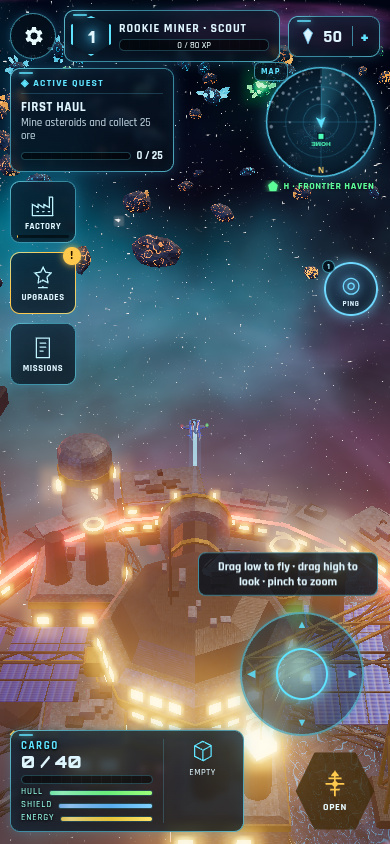 1
ROOKIE MINER · SCOUT
0 / 80 XP
50
+
ACTIVE QUEST
FIRST HAUL
Mine asteroids and collect 25
ore
0 / 25
MAP
HOME
N
H · FRONTIER HAVEN
FACTORY
!
UPGRADES
MISSIONS
1
PING
Drag low to fly · drag high to
look · pinch to zoom
CARGO
0 / 40
HULL
SHIELD
ENERGY
EMPTY
OPEN